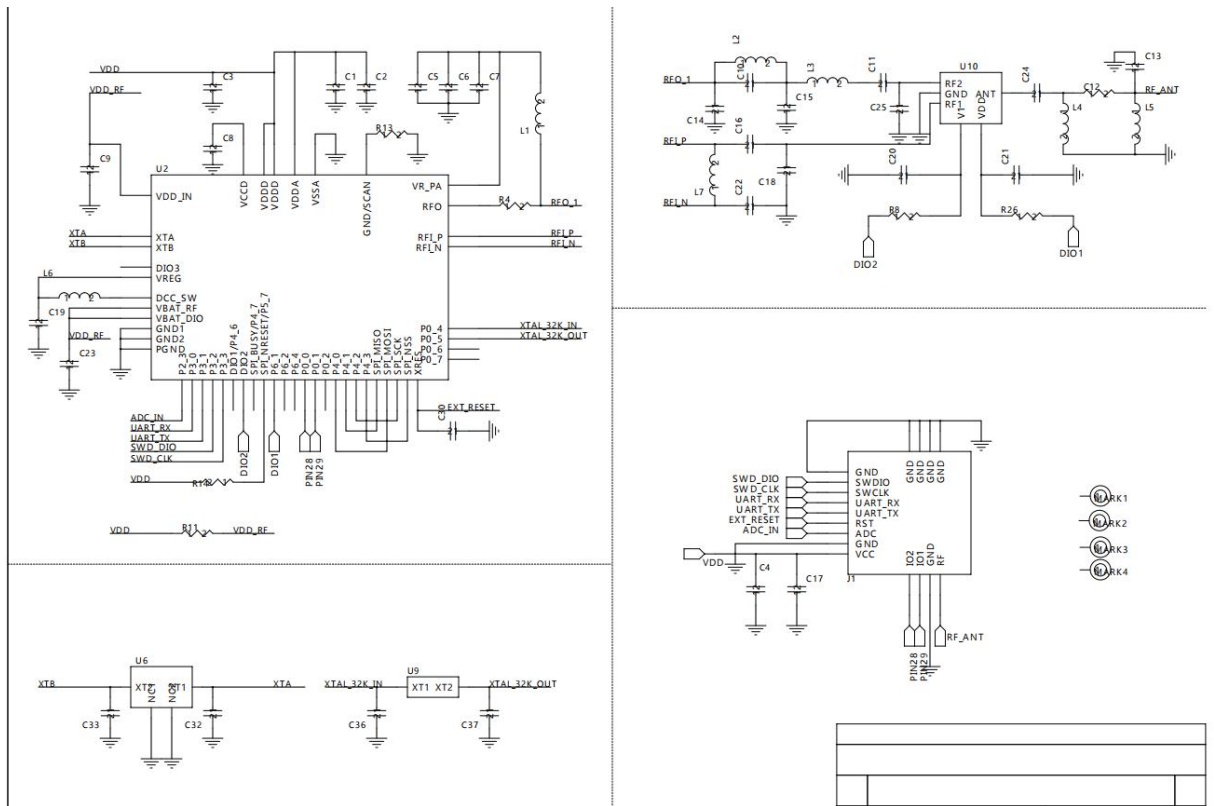 VDD
C3
C1
C2
C5
C6
C7
VDD_RF
L1
C8
R13
C9
U2
VDD_IN
VCCD
VDDD
VDDD
VDDA
VSSA
GND/SCAN
VR_PA
RFO
R4
RFO_1
XTA
XTB
XTA
XTB
RFI_P
RFI_N
RFI_P
RFI_N
DIO3
VREG
L6
DCC_SW
VBAT_RF
VBAT_DIO
GND1
GND2
PGND
C19
VDD_RF
C23
P0_4
P0_5
P0_6
P0_7
XTAL_32K_IN
XTAL_32K_OUT
P2_3
P3_0
P3_1
P3_2
P3_3
DIO1/P4_6
DIO2
SPI_BUSY/P4_7
SPI_NRESET/P5_7
P6_1
P6_2
P6_4
P0_0
P0_1
P0_2
P4_0
P4_1
P4_2
P4_3
SPI_MISO
SPI_MOSI
SPI_SCK
SPI_NSS
XRES
ADC_IN
UART_RX
UART_TX
SWD_DIO
SWD_CLK
VDD
DIO2
DIO1
PIN28
PIN29
C30
EXT_RESET
VDD
R11
VDD_RF
U6
XTB
XT2
XT1
NC1
XTA
C33
C32
U9
XTAL_32K_IN
XT1 XT2
XTAL_32K_OUT
C36
C37
L2
RFO_1
C10
L3
C11
U10
C24
C13
RF2
GND
RF1
ANT
V1
VDD
C12
RF_ANT
C14
C15
C25
L4
L5
C16
RFI_P
C20
C21
L7
C22
C18
RFI_N
R8
R26
DIO2
DIO1
GND
GND
GND
GND
SWD_DIO
SWD_CLK
UART_RX
UART_TX
EXT_RESET
ADC_IN
GND
SWDIO
SWCLK
UART_RX
UART_TX
RST
ADC
GND
VCC
IO2
IO1
GND
RF
VDD
C4
C17
J1
PIN28
PIN29
RF_ANT
MARK1
MARK2
MARK3
MARK4